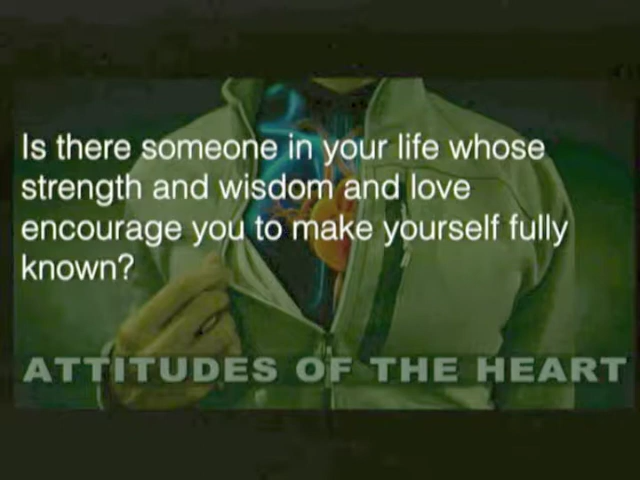 Is there someone in your life whose
strength and wisdom and love
encourage you to make yourself fully
known?
ATTITUDES OF THE HEART